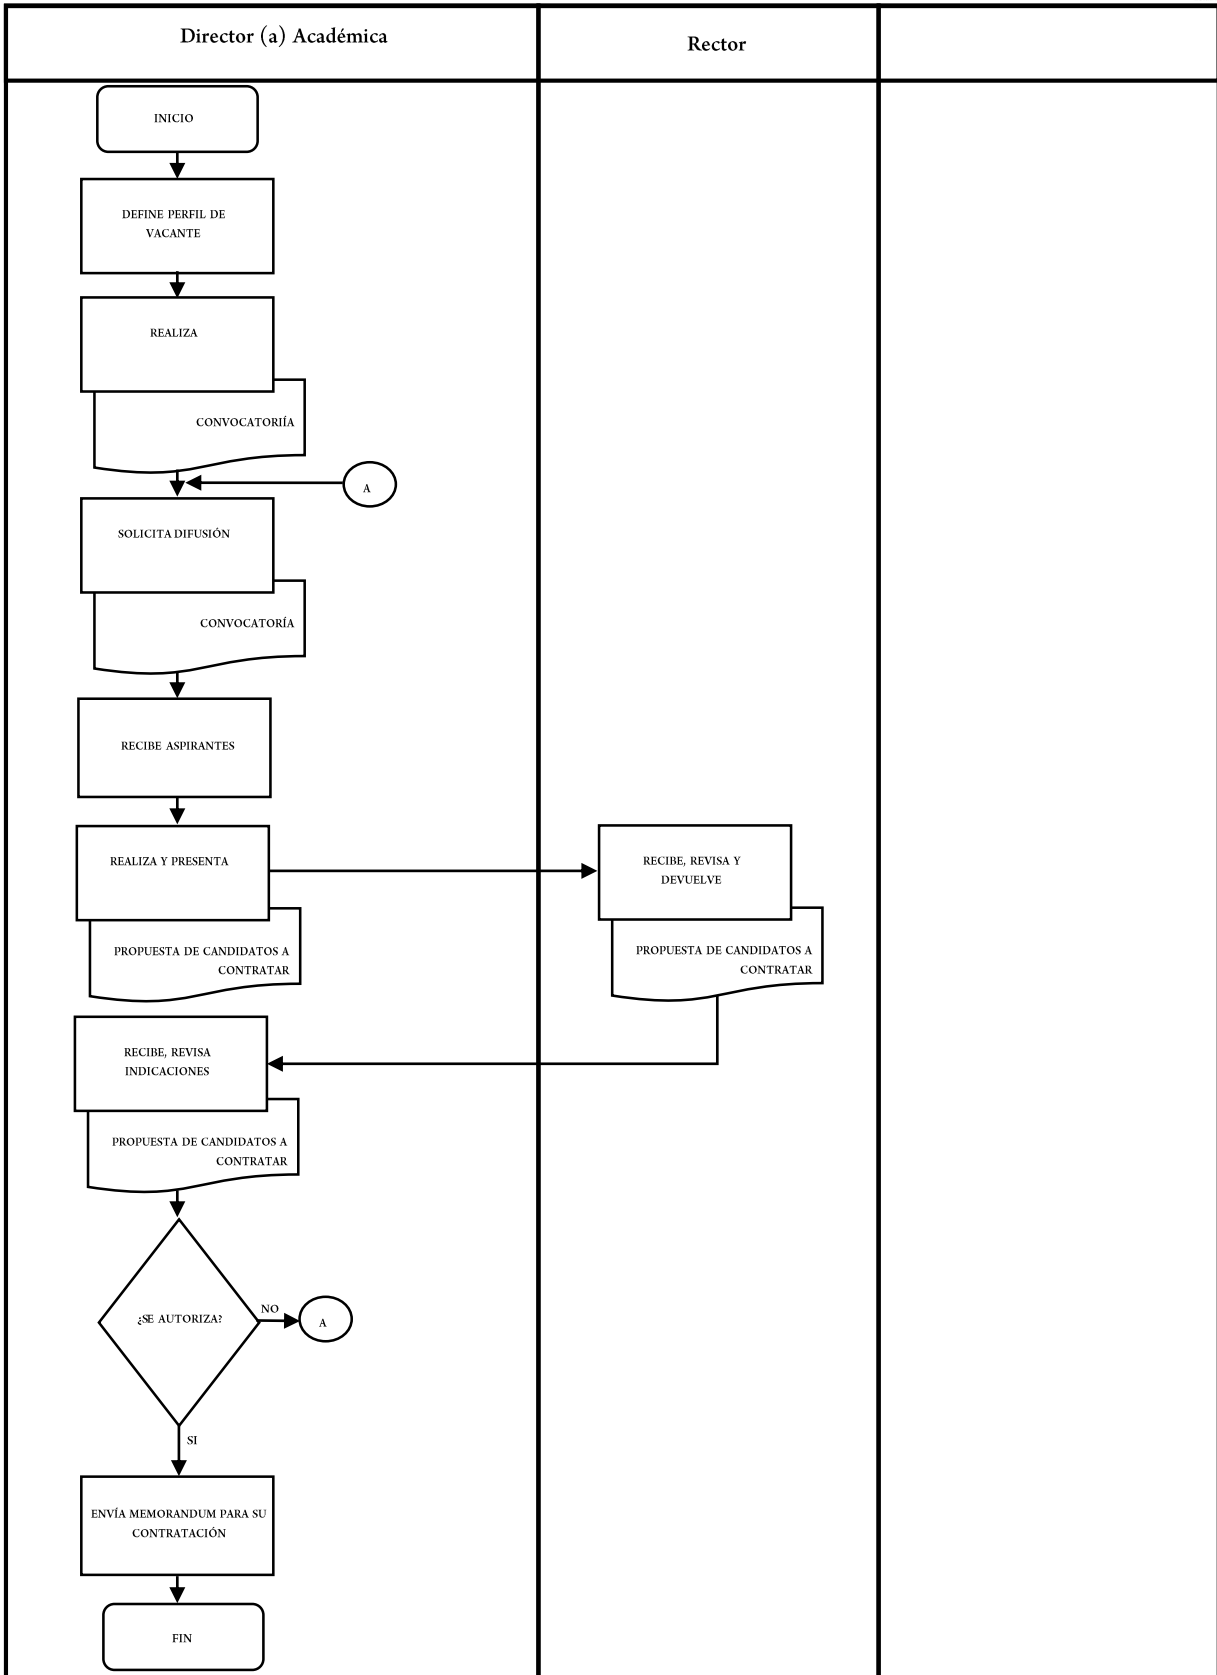 Director (a) Académica
Rector
INICIO
DEFINE PERFIL DE
VACANTE
REALIZA
CONVOCATORIÍA
A
SOLICITA DIFUSIÓN
CONVOCATORÍA
RECIBE ASPIRANTES
REALIZA Y PRESENTA
PROPUESTA DE CANDIDATOS A
CONTRATAR
RECIBE, REVISA Y
DEVUELVE
PROPUESTA DE CANDIDATOS A
CONTRATAR
RECIBE, REVISA
INDICACIONES
PROPUESTA DE CANDIDATOS A
CONTRATAR
¿SE AUTORIZA?
NO
A
SI
ENVÍA MEMORANDUM PARA SU
CONTRATACIÓN
FIN